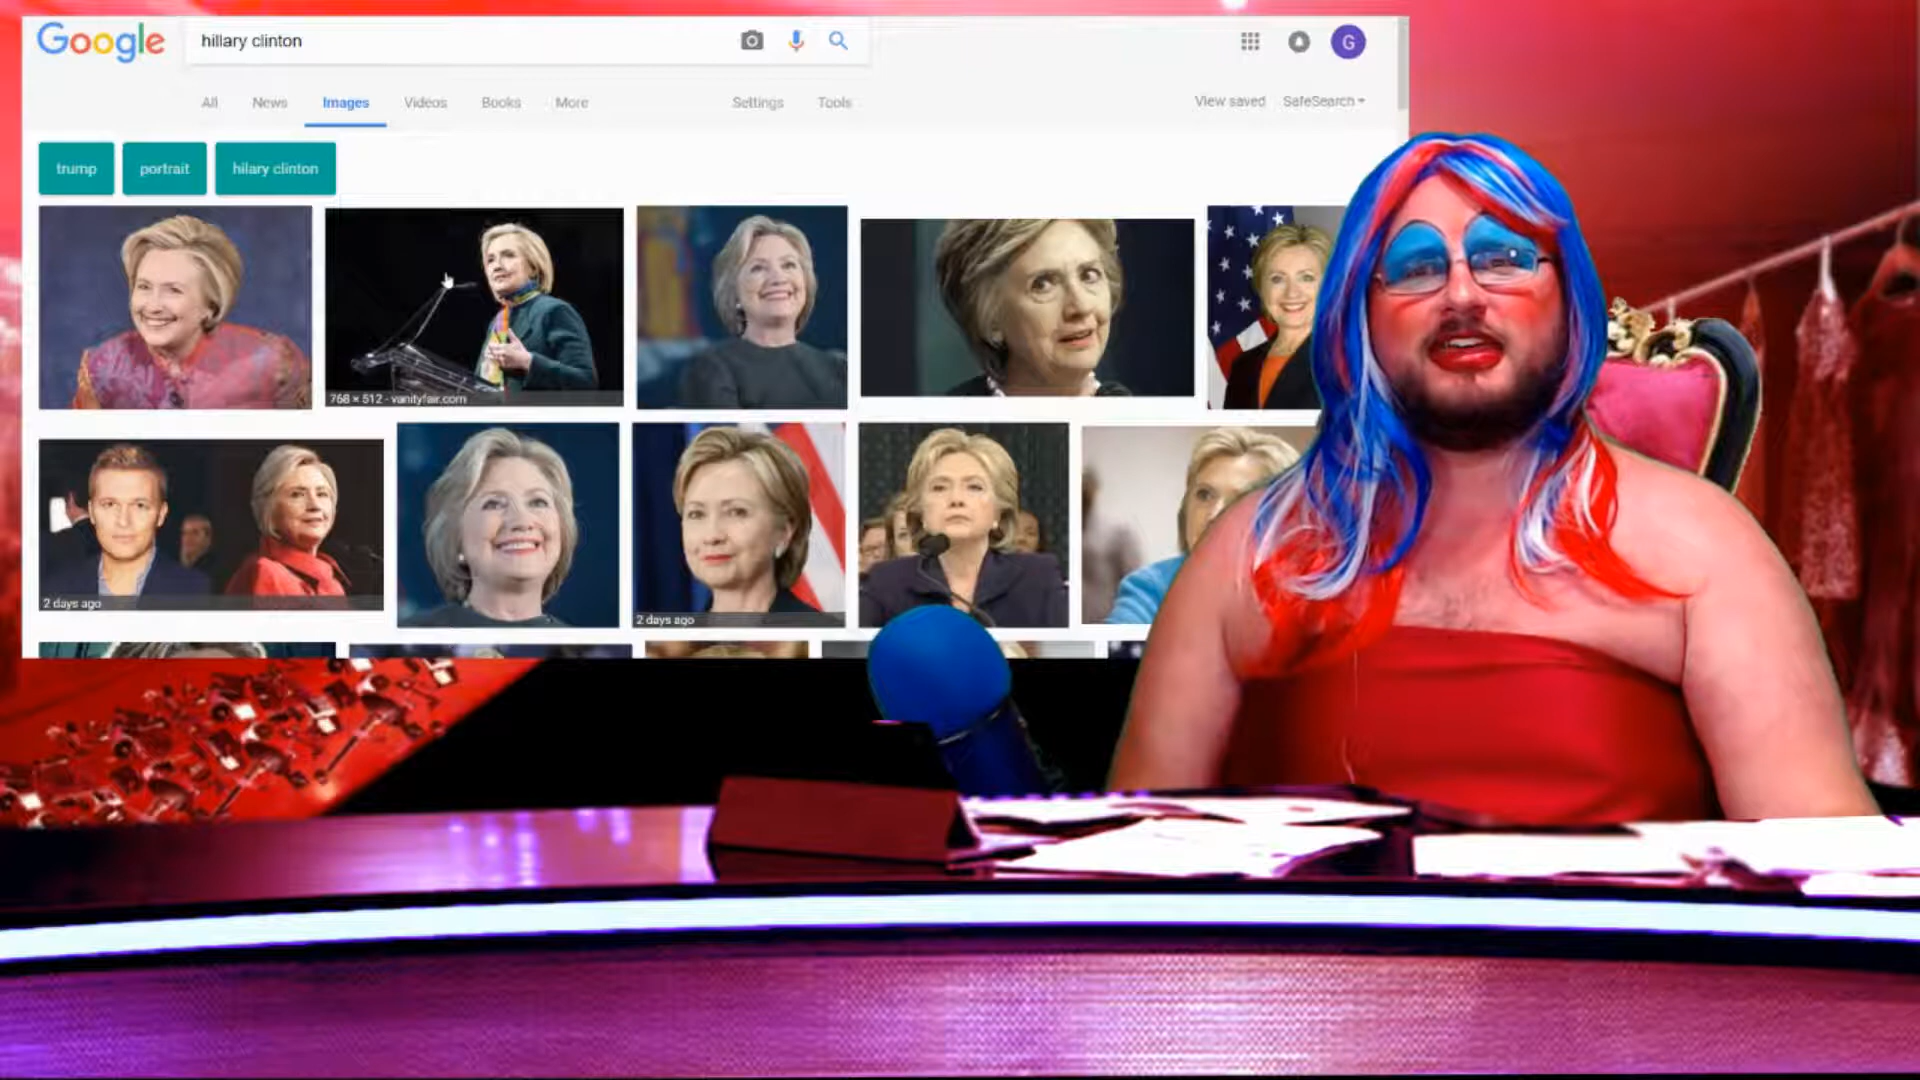 Google
hillary clinton
G
All News Images Videos Books More Settings Tools
View saved SafeSearch
trump portrait hilary clinton
768 × 512 - vanityfair.com
2 days ago
2 days ago